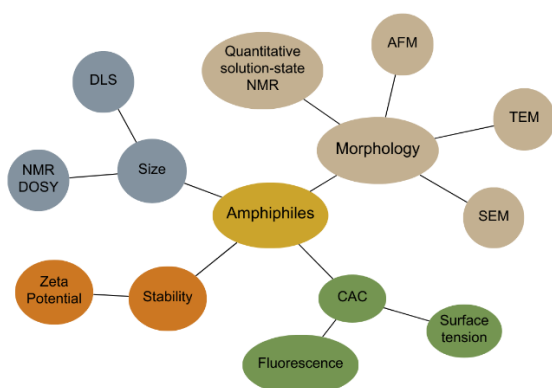 Quantitative
solution-state
NMR
AFM
DLS
TEM
Morphology
NMR
DOSY
Size
SEM
Amphiphiles
Zeta
Potential
Stability
CAC
Surface
tension
Fluorescence